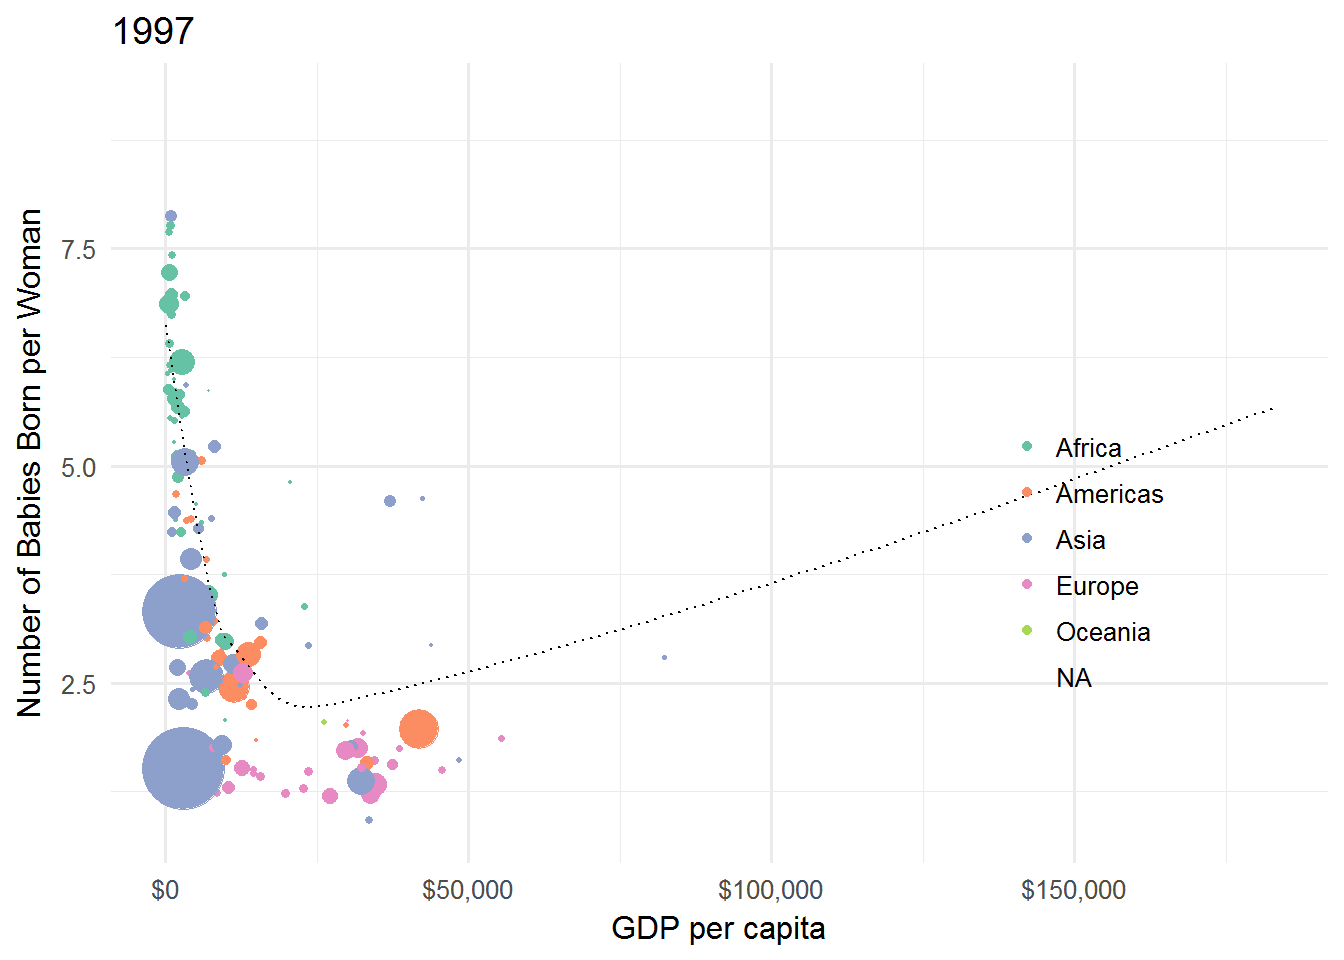 1997
Number of Babies Born per Woman
7.5
5.0
2.5
Africa
Americas
Asia
Europe
Oceania
NA
$0
$50,000
$100,000
$150,000
GDP per capita